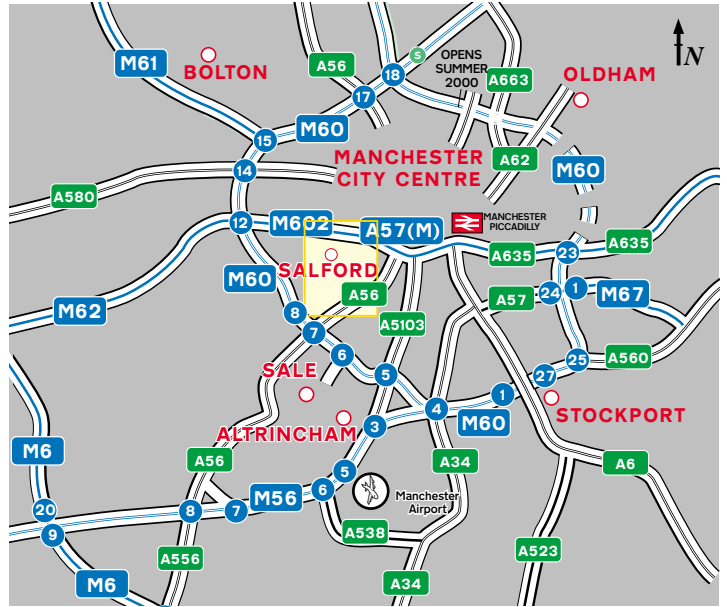 M61
BOLTON
A56
S
18
17
OPENS
SUMMER
2000
A663
OLDHAM
N
M60
15
14
MANCHESTER
CITY CENTRE
A62
M60
A580
12
M602
A57(M)
MANCHESTER
PICCADILLY
A635
23
A635
SALFORD
M60
A56
A57
24
1
M67
M62
8
7
A5103
6
5
25
A560
27
SALE
1
STOCKPORT
4
M60
ALTRINCHAM
3
M6
A56
A34
A6
5
6
M56
Manchester
Airport
20
9
8
7
A538
A523
A556
M6
A34